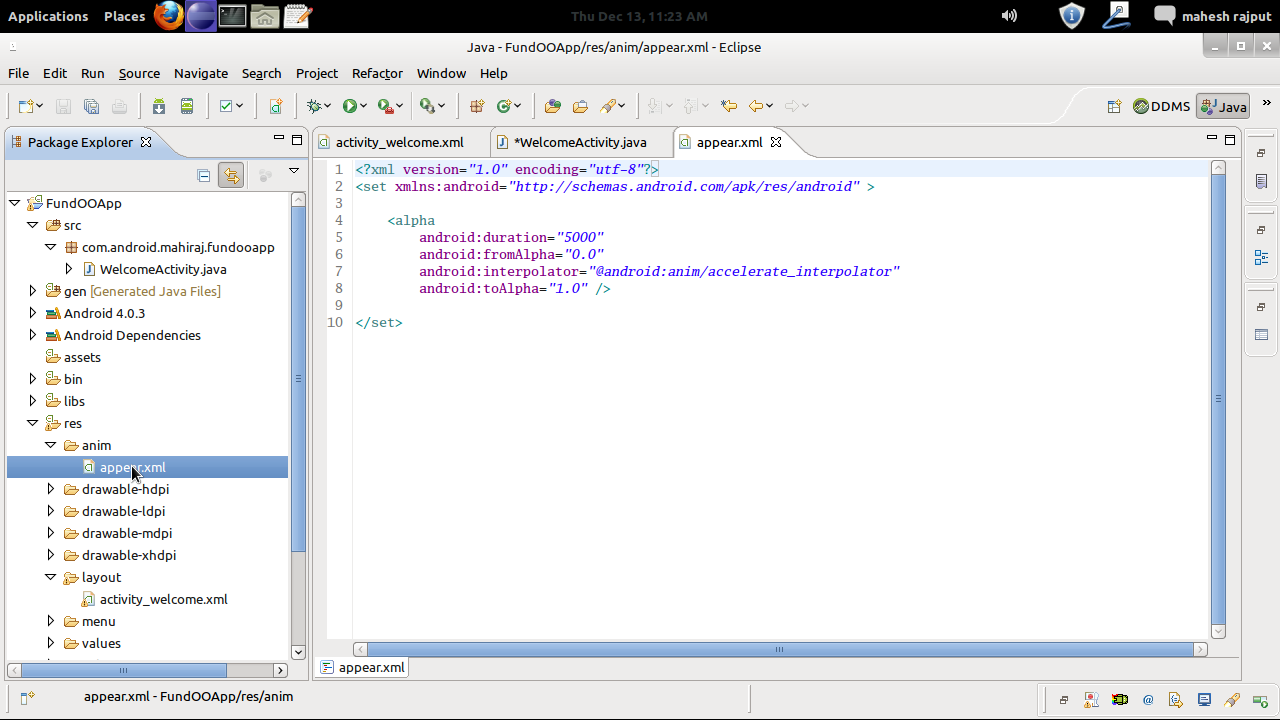 Applications Places Thu Dec 13, 11:23 AM mahesh rajput
Java - FundOOApp/res/anim/appear.xml - Eclipse
File Edit Run Source Navigate Search Project Refactor Window Help
DDMS Java
Package Explorer
activity_welcome.xml *WelcomeActivity.java appear.xml
FundOOApp
src
com.android.mahiraj.fundooapp
WelcomeActivity.java
gen [Generated Java Files]
Android 4.0.3
Android Dependencies
assets
bin
libs
res
anim
appear.xml
drawable-hdpi
drawable-ldpi
drawable-mdpi
drawable-xhdpi
layout
activity_welcome.xml
menu
values
1 <?xml version="1.0" encoding="utf-8"?>
2 <set xmlns:android="http://schemas.android.com/apk/res/android" >
3
4 <alpha
5 android:duration="5000"
6 android:fromAlpha="0.0"
7 android:interpolator="@android:anim/accelerate_interpolator"
8 android:toAlpha="1.0" />
9
10 </set>
appear.xml
appear.xml - FundOOApp/res/anim